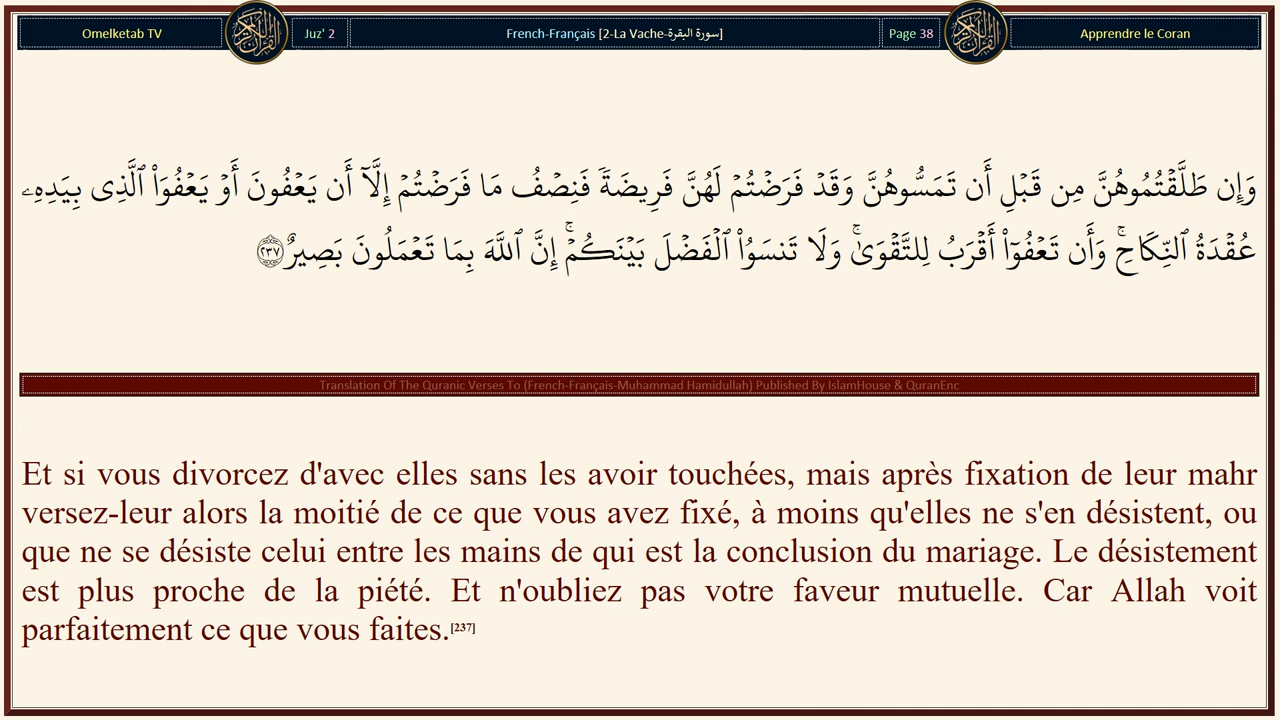 Omelketab TV
Juz' 2
French-Français [2-La Vache-سورة البقرة]
Page 38
Apprendre le Coran
وَإِن طَلَّقْتُمُوهُنَّ مِن قَبْلِ أَن تَمَسُّوهُنَّ وَقَدْ فَرَضْتُمْ لَهُنَّ فَرِيضَةً فَنِصْفُ مَا فَرَضْتُمْ إِلَّآ أَن يَعْفُونَ أَوْ يَعْفُوَا۟ ٱلَّذِى بِيَدِهِۦ
عُقْدَةُ ٱلنِّكَاحِ ۚ وَأَن تَعْفُوٓا۟ أَقْرَبُ لِلتَّقْوَىٰ ۚ وَلَا تَنسَوُا۟ ٱلْفَضْلَ بَيْنَكُمْ ۚ إِنَّ ٱللَّهَ بِمَا تَعْمَلُونَ بَصِيرٌ ٢٣٧
Translation Of The Quranic Verses To (French-Français-Muhammad Hamidullah) Published By IslamHouse & QuranEnc
Et si vous divorcez d'avec elles sans les avoir touchées, mais après fixation de leur mahr
versez-leur alors la moitié de ce que vous avez fixé, à moins qu'elles ne s'en désistent, ou
que ne se désiste celui entre les mains de qui est la conclusion du mariage. Le désistement
est plus proche de la piété. Et n'oubliez pas votre faveur mutuelle. Car Allah voit
parfaitement ce que vous faites.[237]